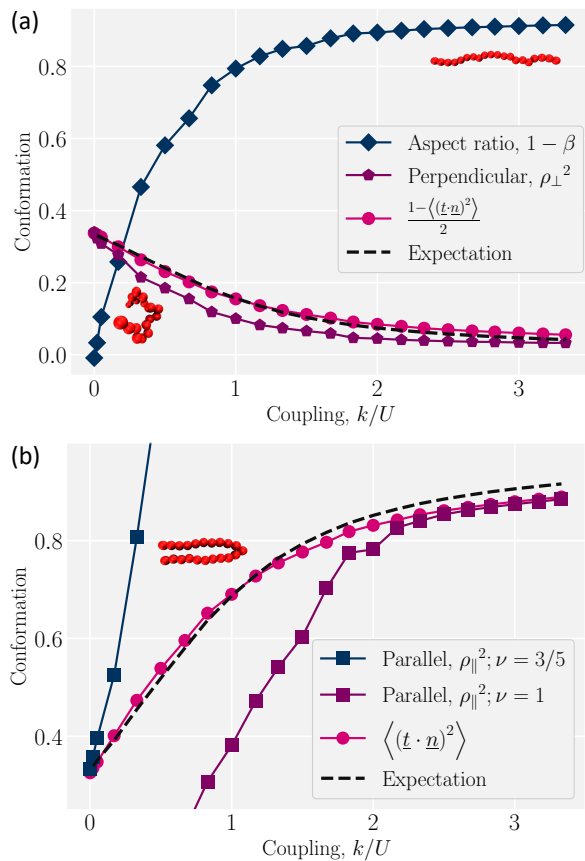 (a)
Conformation
0.8
0.6
0.4
0.2
0.0
Aspect ratio, 1 − β
Perpendicular, ρ⊥²
1−⟨(t·n)²⟩
2
Expectation
0 1 2 3
Coupling, k/U
(b)
Conformation
0.8
0.6
0.4
Parallel, ρ∥²; ν = 3/5
Parallel, ρ∥²; ν = 1
⟨(t · n)²⟩
Expectation
0 1 2 3
Coupling, k/U